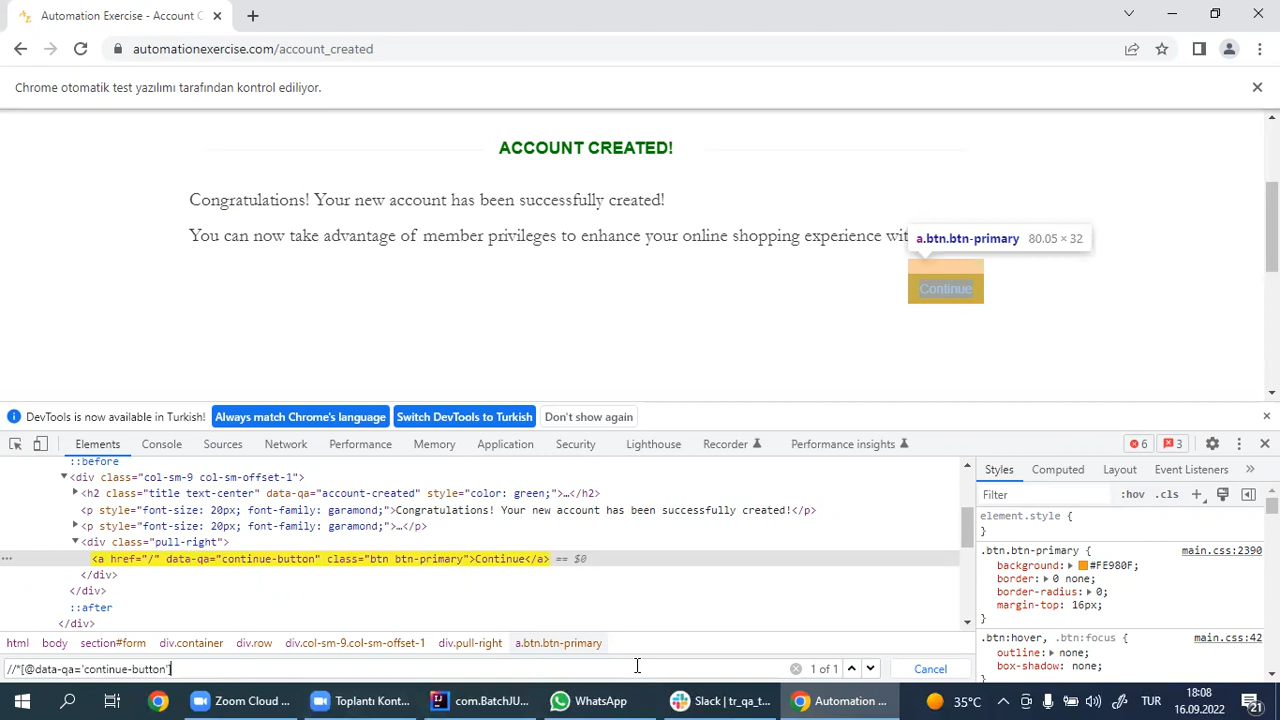 Automation Exercise - Account C
automationexercise.com/account_created
Chrome otomatik test yazılımı tarafından kontrol ediliyor.
ACCOUNT CREATED!
Congratulations! Your new account has been successfully created!
You can now take advantage of member privileges to enhance your online shopping experience wit
a.btn.btn-primary 80.05 × 32
Continue
DevTools is now available in Turkish! Always match Chrome's language Switch DevTools to Turkish Don't show again
Elements Console Sources Network Performance Memory Application Security Lighthouse Recorder Performance insights 6 3
::before
<div class="col-sm-9 col-sm-offset-1">
<h2 class="title text-center" data-qa="account-created" style="color: green;">…</h2>
<p style="font-size: 20px; font-family: garamond;">Congratulations! Your new account has been successfully created!</p>
<p style="font-size: 20px; font-family: garamond;">…</p>
<div class="pull-right">
<a href="/" data-qa="continue-button" class="btn btn-primary">Continue</a> == $0
</div>
</div>
::after
</div>
html body section#form div.container div.row div.col-sm-9.col-sm-offset-1 div.pull-right a.btn.btn-primary
//*[@data-qa='continue-button'] 1 of 1 Cancel
Styles Computed Layout Event Listeners
Filter :hov .cls
element.style {
}
.btn.btn-primary { main.css:2390
background: #FE980F;
border: 0 none;
border-radius: 0;
margin-top: 16px;
}
.btn:hover, .btn:focus main.css:42
outline: none;
box-shadow: none;
Zoom Cloud ... Toplantı Kont... com.BatchJU... WhatsApp Slack | tr_qa_t... Automation ... 35°C TUR 18:08
16.09.2022 21